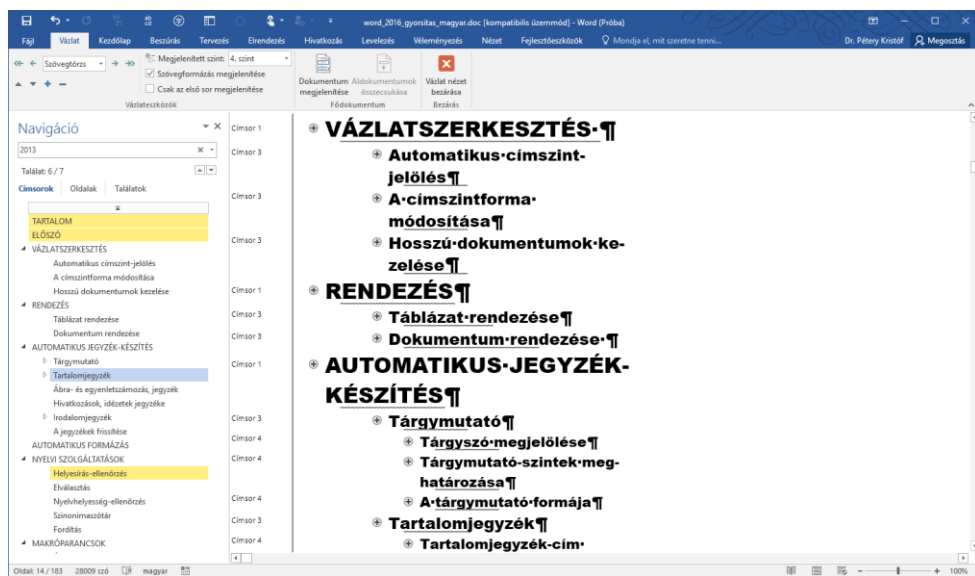 word_2016_gyorsitas_magyar.doc [kompatibilis üzemmód] - Word (Próba)
Fájl Vázlat Kezdőlap Beszúrás Tervezés Elrendezés Hivatkozás Levelezés Véleményezés Nézet Fejlesztőeszközök Mondja el, mit szeretne tenni... Dr. Pétery Kristóf Megosztás
Szövegtörzs
Megjelenített szint: 4. szint
Szövegformázás megjelenítése
Csak az első sor megjelenítése
Vázlateszközök
Dokumentum megjelenítése
Aldokumentumok összecsukása
Fődokumentum
Vázlat nézet bezárása
Bezárás
Navigáció
2013
Találat: 6 / 7
Címsorok Oldalak Találatok
TARTALOM
ELŐSZÓ
VÁZLATSZERKESZTÉS
Automatikus címszint-jelölés
A címszintforma módosítása
Hosszú dokumentumok kezelése
RENDEZÉS
Táblázat rendezése
Dokumentum rendezése
AUTOMATIKUS JEGYZÉK-KÉSZÍTÉS
Tárgymutató
Tartalomjegyzék
Ábra- és egyenletszámozás, jegyzék
Hivatkozások, idézetek jegyzéke
Irodalomjegyzék
A jegyzékek frissítése
AUTOMATIKUS FORMÁZÁS
NYELVI SZOLGÁLTATÁSOK
Helyesírás-ellenőrzés
Elválasztás
Nyelvhelyesség-ellenőrzés
Szinonimaszótár
Fordítás
MAKRÓPARANCSOK
Címsor 1 VÁZLATSZERKESZTÉS·¶
Címsor 3 Automatikus·címszint-
jelölés¶
Címsor 3 A·címszintforma·
módosítása¶
Címsor 3 Hosszú·dokumentumok·ke-
zelése¶
Címsor 1 RENDEZÉS¶
Címsor 3 Táblázat·rendezése¶
Címsor 3 Dokumentum·rendezése·¶
Címsor 1 AUTOMATIKUS·JEGYZÉK-
KÉSZÍTÉS¶
Címsor 3 Tárgymutató¶
Címsor 4 Tárgyszó·megjelölése¶
Címsor 4 Tárgymutató-szintek·meg-
határozása¶
Címsor 4 A·tárgymutató·formája¶
Címsor 3 Tartalomjegyzék¶
Címsor 4 Tartalomjegyzék-cím·
Oldal: 14 / 183 28009 szó magyar 100%